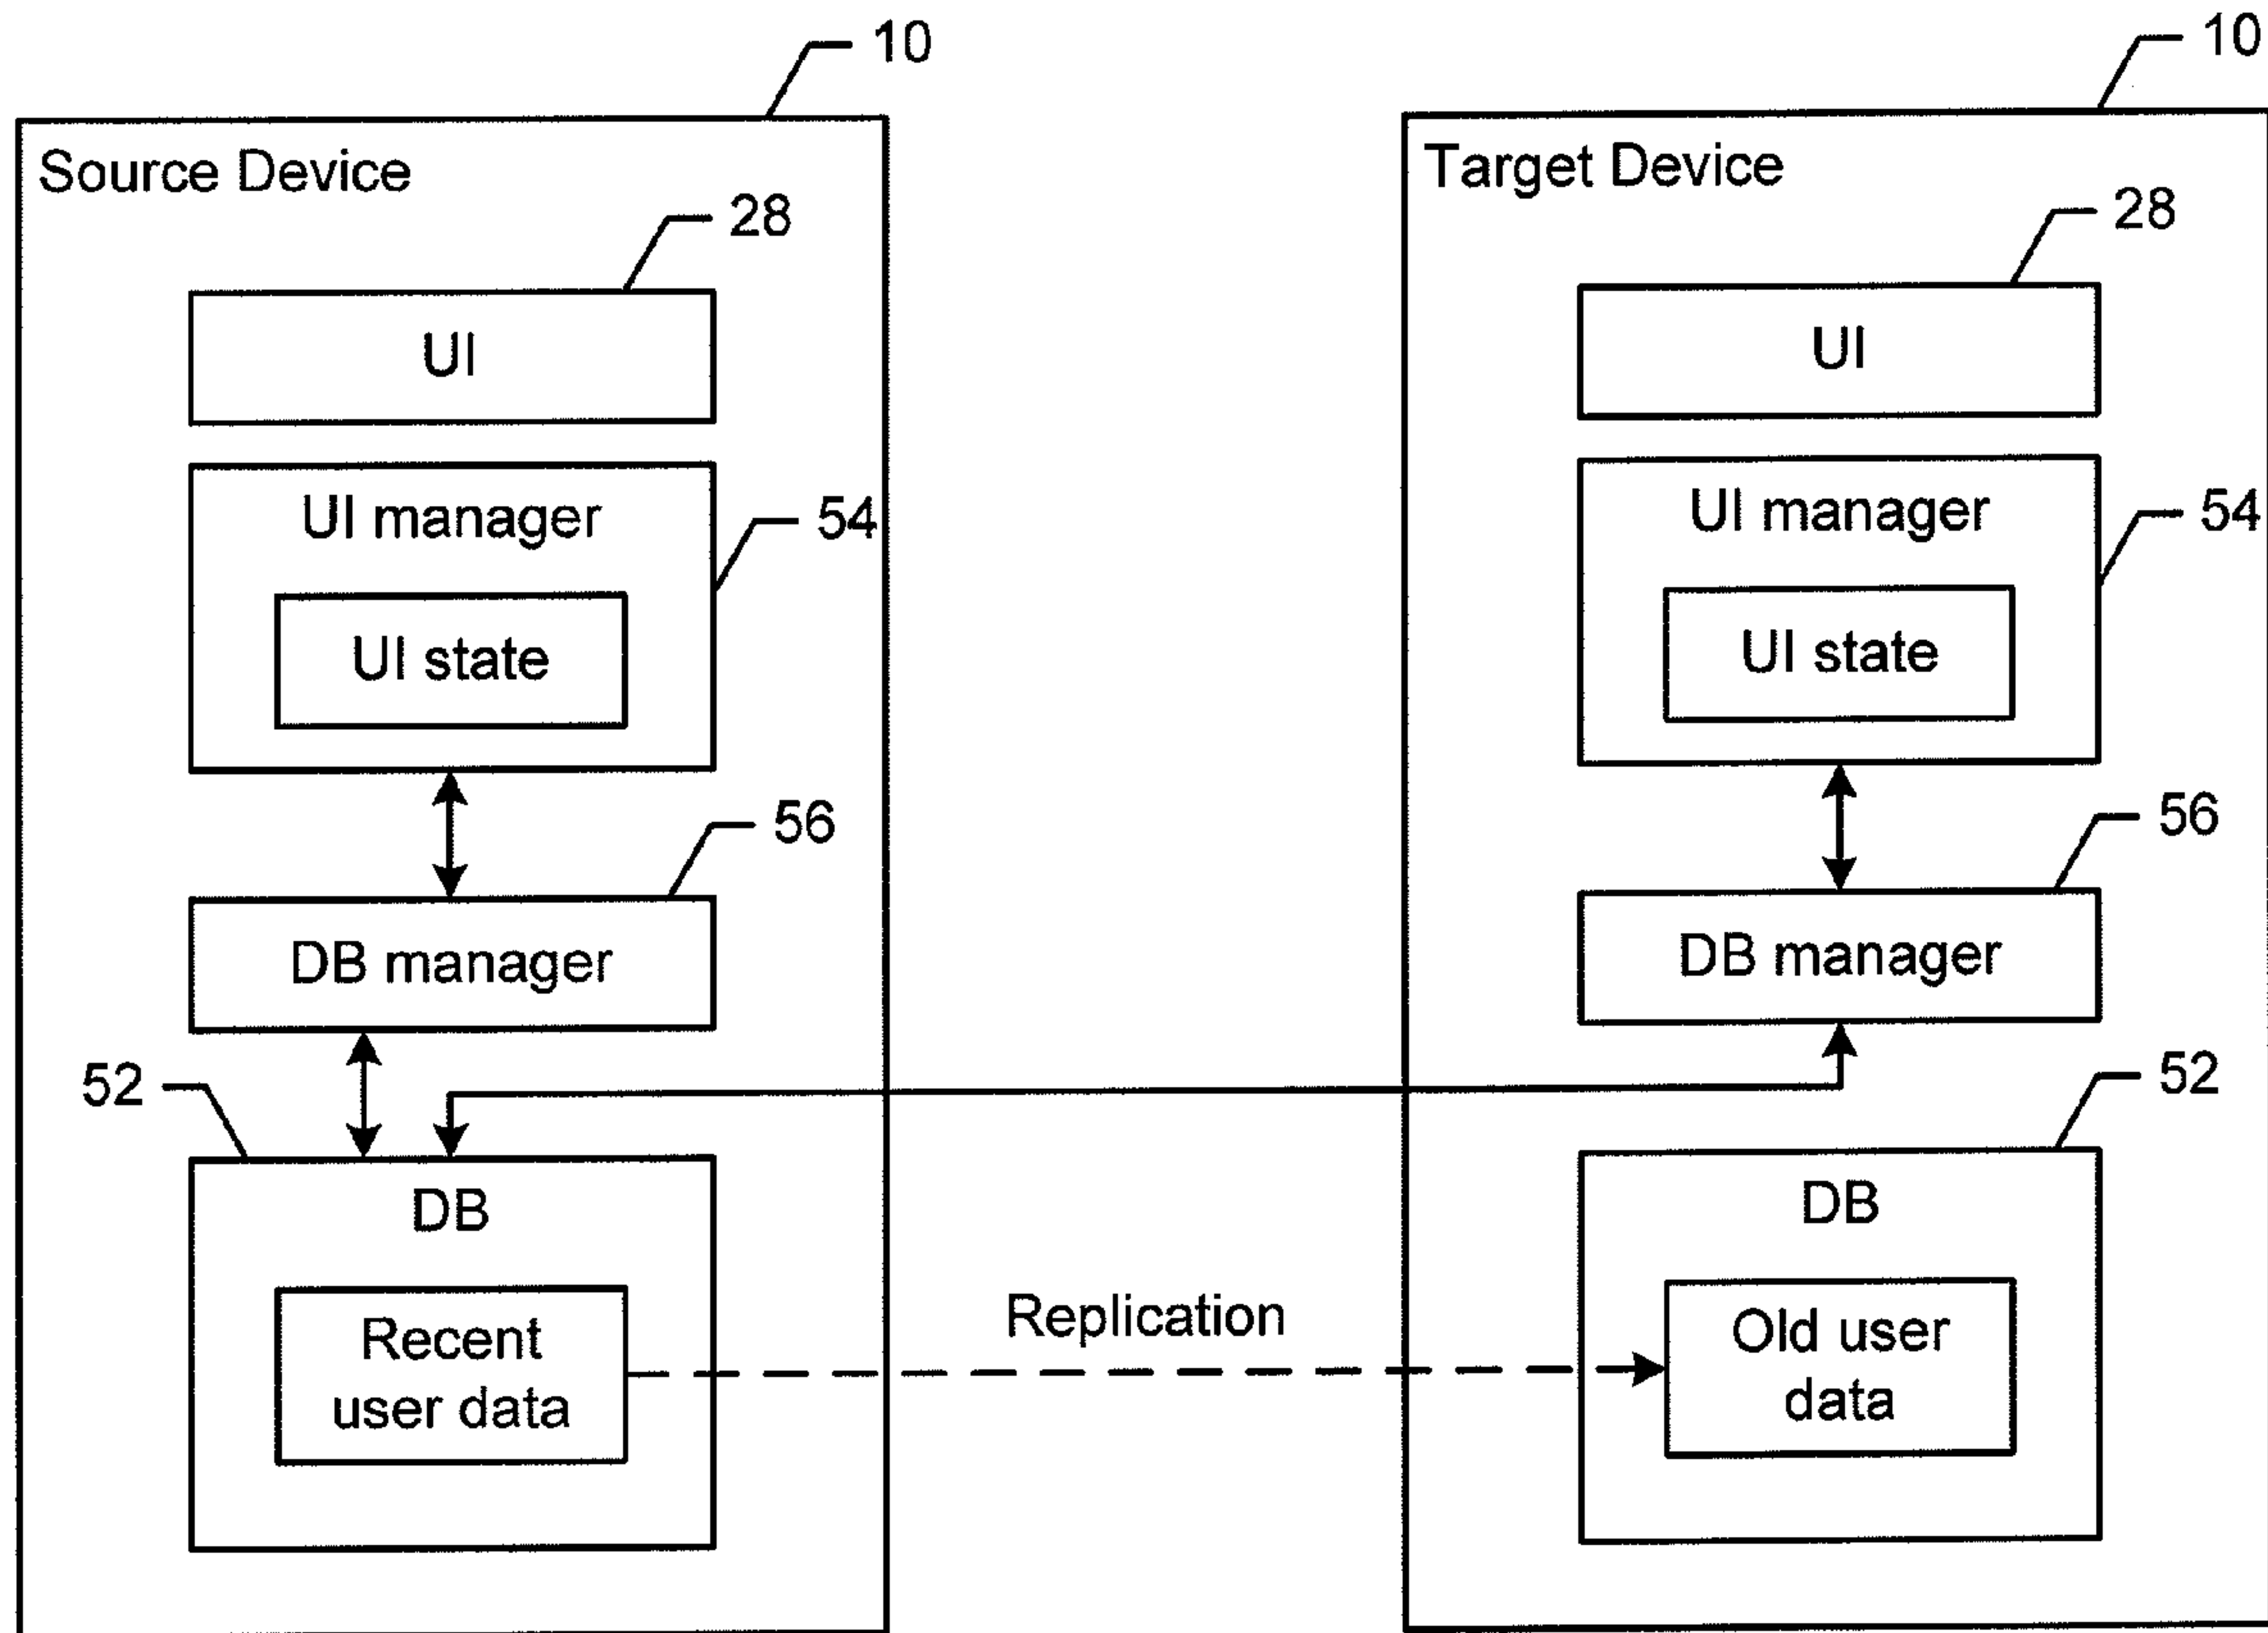 10
Source Device
28
UI
UI manager
54
UI state
56
DB manager
52
DB
Recent
user data
Replication
10
Target Device
28
UI
UI manager
54
UI state
56
DB manager
52
DB
Old user
data